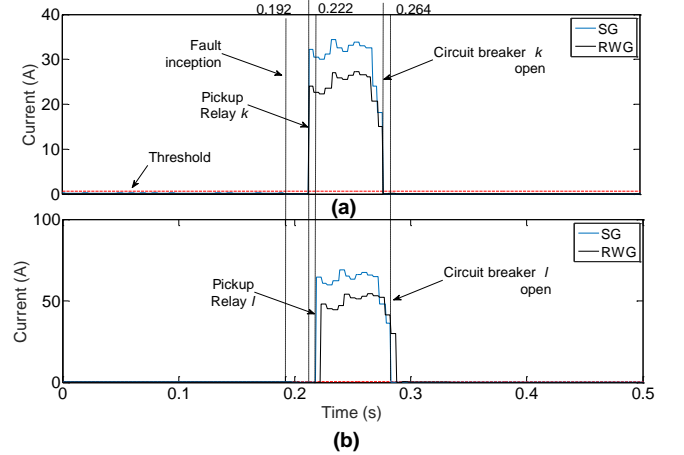 0.192
0.222
0.264
40
30
20
10
0
Current (A)
Fault
inception
Pickup
Relay k
Threshold
Circuit breaker k
open
SG
RWG
(a)
100
50
0
Current (A)
Pickup
Relay l
Circuit breaker l
open
SG
RWG
0
0.1
0.2
0.3
0.4
0.5
Time (s)
(b)